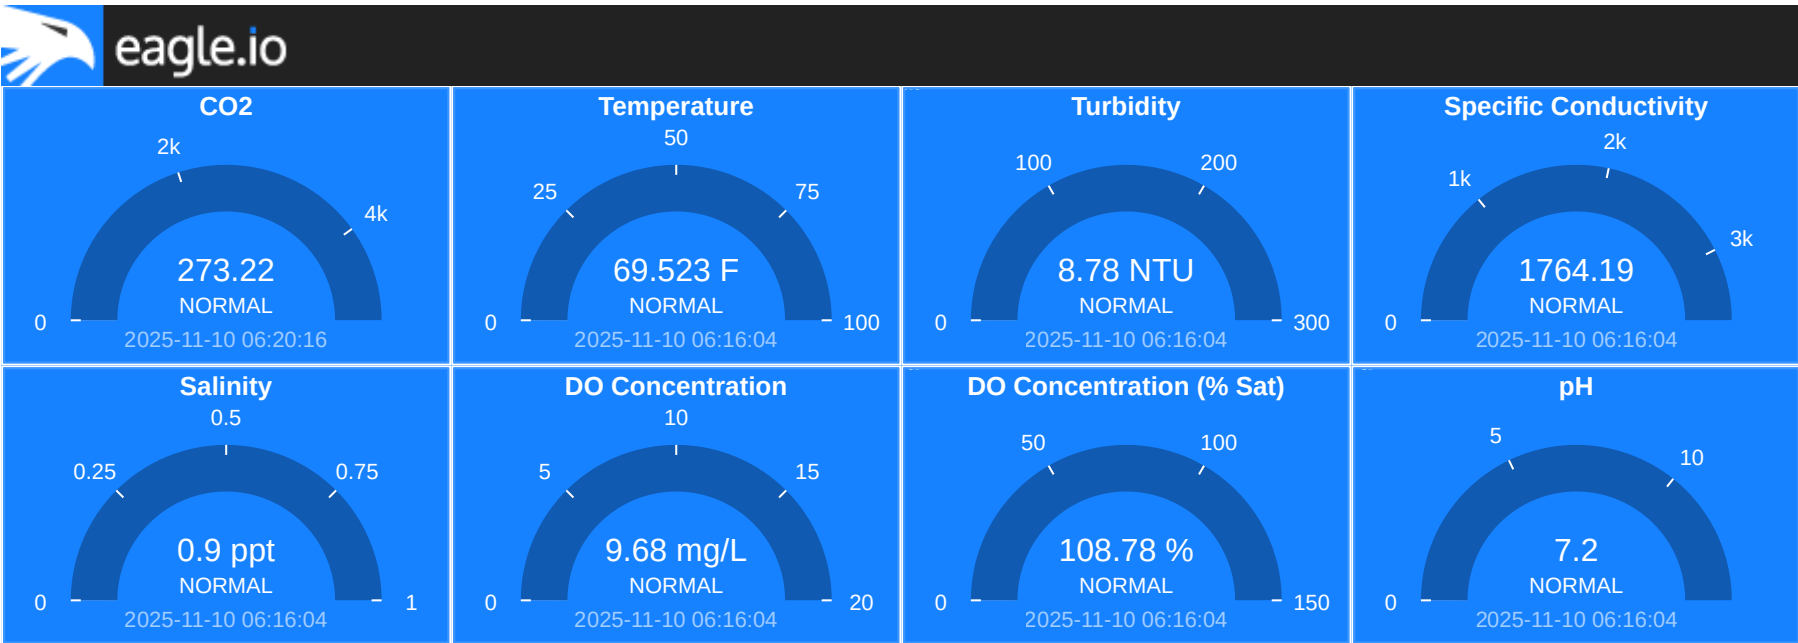 eagle.io
CO2
2k
4k
0
273.22
NORMAL
2025-11-10 06:20:16
Temperature
50
25
75
0
100
69.523 F
NORMAL
2025-11-10 06:16:04
Turbidity
100
200
0
300
8.78 NTU
NORMAL
2025-11-10 06:16:04
Specific Conductivity
2k
1k
3k
0
1764.19
NORMAL
2025-11-10 06:16:04
Salinity
0.5
0.25
0.75
0
1
0.9 ppt
NORMAL
2025-11-10 06:16:04
DO Concentration
10
5
15
0
20
9.68 mg/L
NORMAL
2025-11-10 06:16:04
DO Concentration (% Sat)
50
100
0
150
108.78 %
NORMAL
2025-11-10 06:16:04
pH
5
10
0
7.2
NORMAL
2025-11-10 06:16:04